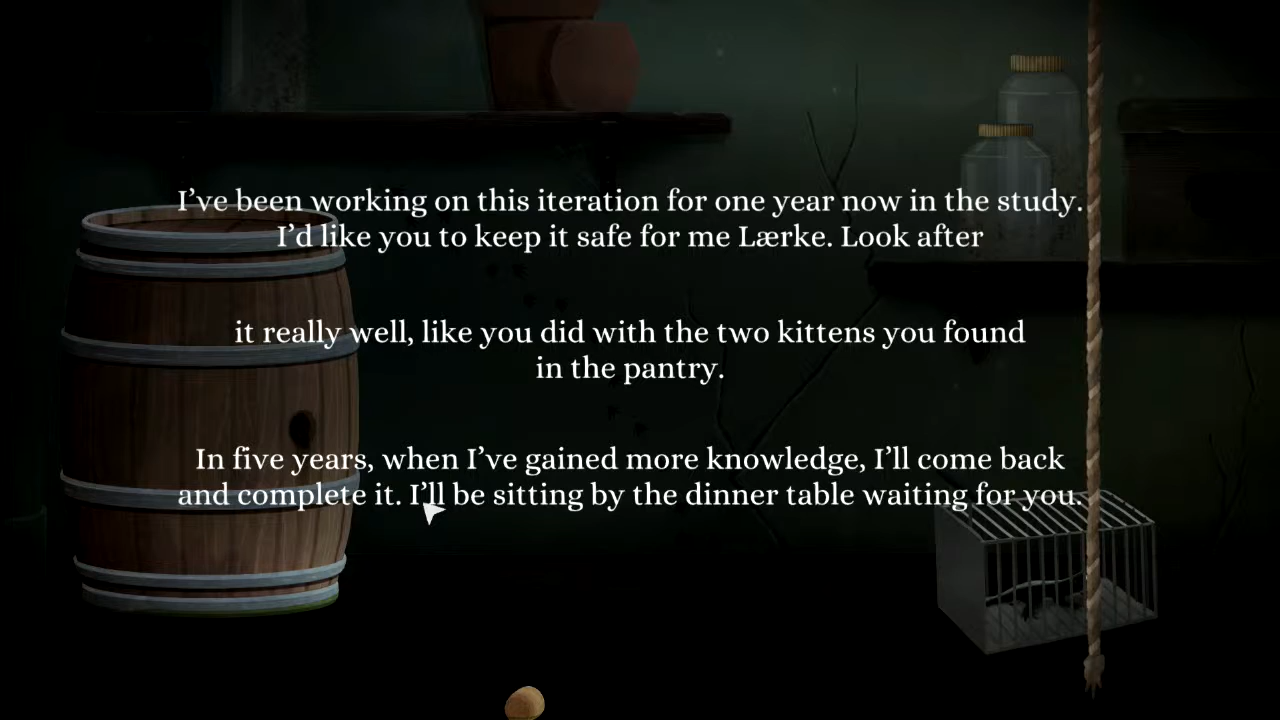 I've been working on this iteration for one year now in the study.
I'd like you to keep it safe for me Lærke. Look after
it really well, like you did with the two kittens you found
in the pantry.
In five years, when I've gained more knowledge, I'll come back
and complete it. I'll be sitting by the dinner table waiting for you.